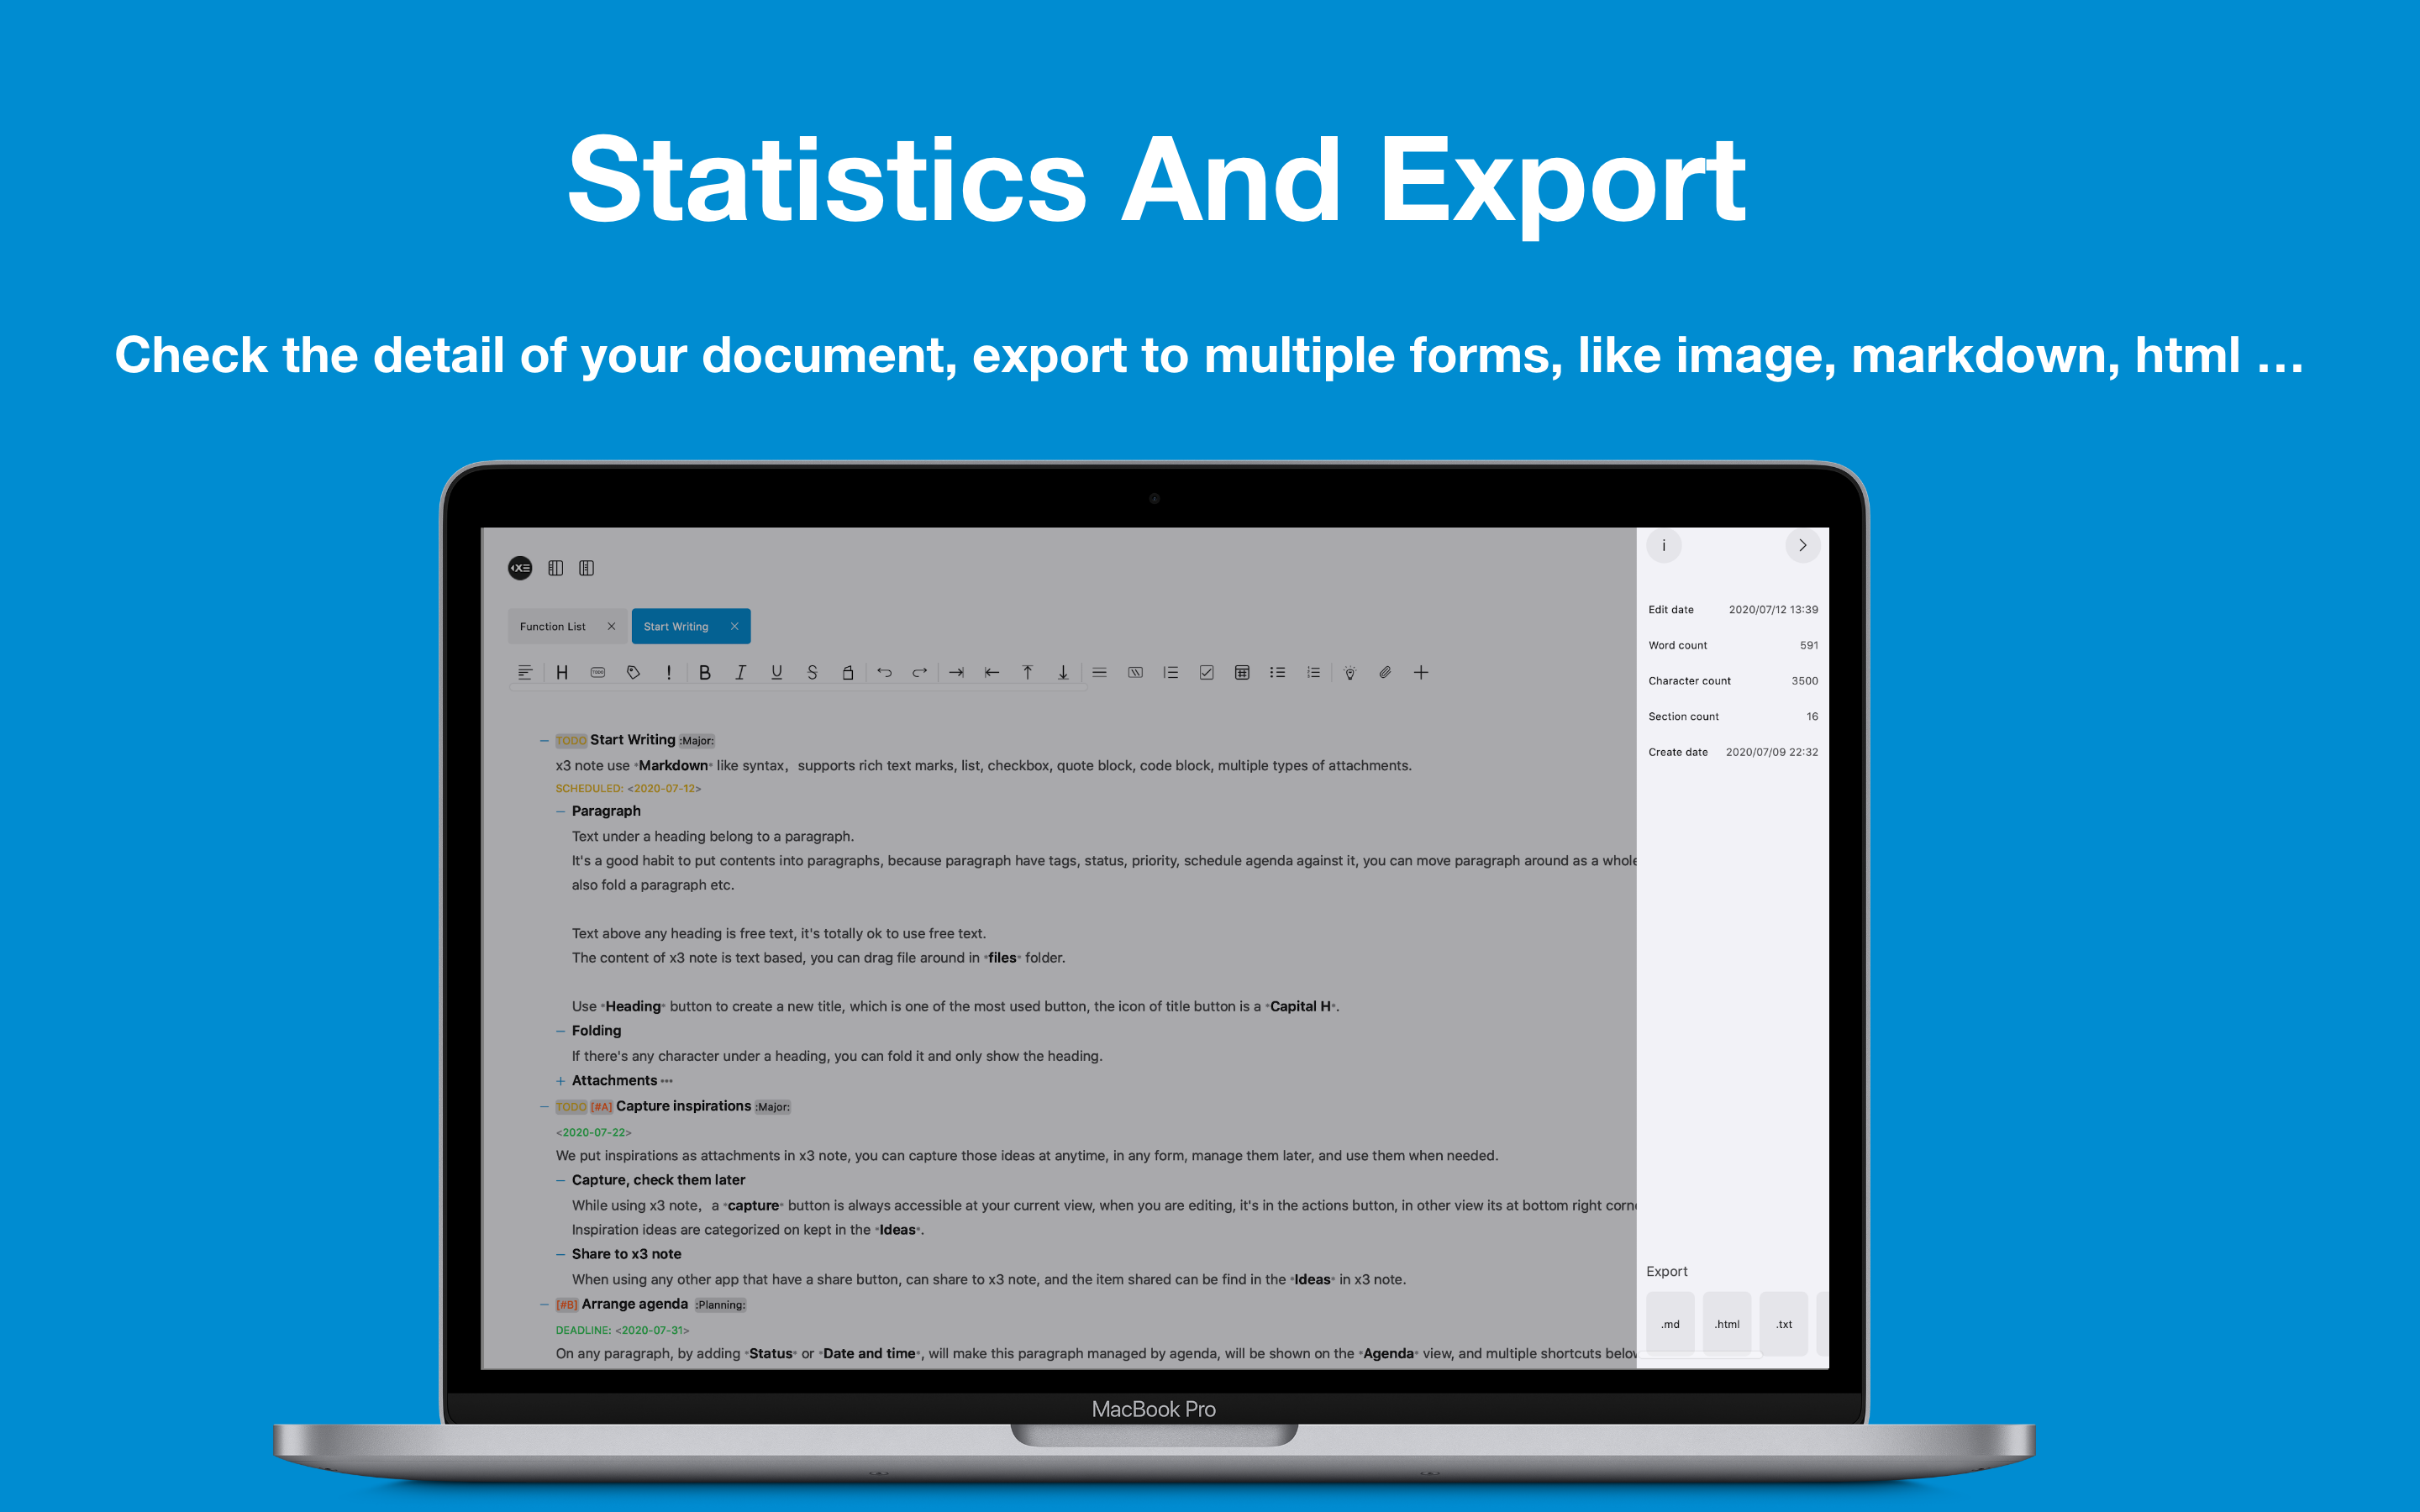 Statistics And Export
Check the detail of your document, export to multiple forms, like image, markdown, html ...
i
Edit date 2020/07/12 13:39
Word count 591
Character count 3500
Section count 16
Create date 2020/07/09 22:32
Function List × Start Writing ×
H TODO ! B I U S
TODO Start Writing :Major:
x3 note use *Markdown* like syntax， supports rich text marks, list, checkbox, quote block, code block, multiple types of attachments.
SCHEDULED: <2020-07-12>
Paragraph
Text under a heading belong to a paragraph.
It's a good habit to put contents into paragraphs, because paragraph have tags, status, priority, schedule agenda against it, you can move paragraph around as a whole
also fold a paragraph etc.
Text above any heading is free text, it's totally ok to use free text.
The content of x3 note is text based, you can drag file around in *files* folder.
Use *Heading* button to create a new title, which is one of the most used button, the icon of title button is a *Capital H*.
Folding
If there's any character under a heading, you can fold it and only show the heading.
Attachments •••
TODO [#A] Capture inspirations :Major:
<2020-07-22>
We put inspirations as attachments in x3 note, you can capture those ideas at anytime, in any form, manage them later, and use them when needed.
Capture, check them later
While using x3 note， a *capture* button is always accessible at your current view, when you are editing, it's in the actions button, in other view its at bottom right corn
Inspiration ideas are categorized on kept in the *Ideas*.
Share to x3 note
When using any other app that have a share button, can share to x3 note, and the item shared can be find in the *Ideas* in x3 note.
[#B] Arrange agenda :Planning:
DEADLINE: <2020-07-31>
On any paragraph, by adding *Status* or *Date and time*, will make this paragraph managed by agenda, will be shown on the *Agenda* view, and multiple shortcuts below
Export
.md .html .txt
MacBook Pro